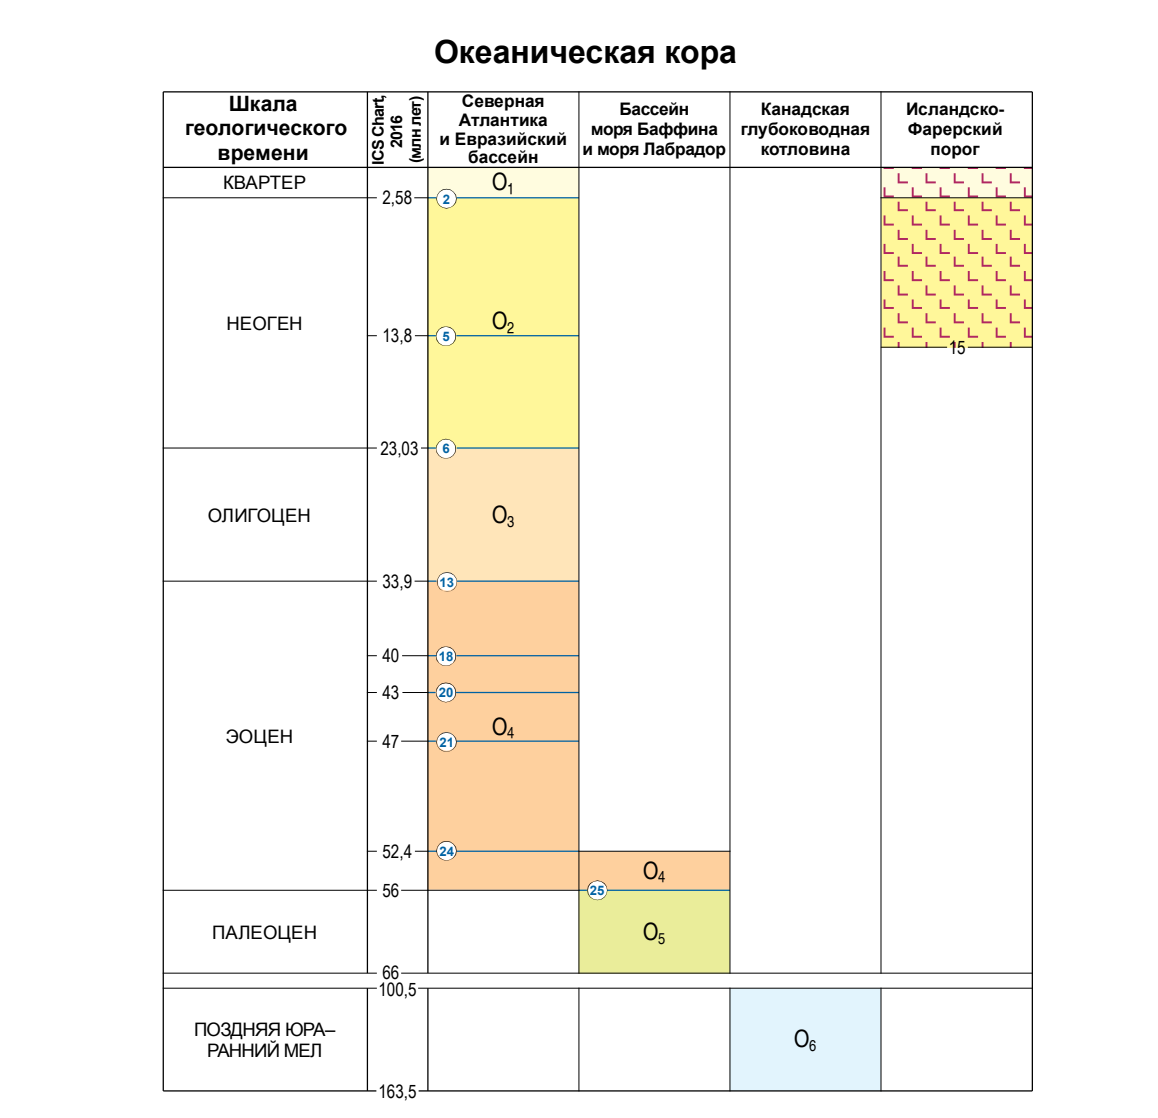 Океаническая кора
Шкала
геологического
времени
ICS Chart,
2016
(млн лет)
Северная
Атлантика
и Евразийский
бассейн
Бассейн
моря Баффина
и моря Лабрадор
Канадская
глубоководная
котловина
Исландско-
Фарерский
порог
КВАРТЕР
O1
2,58
2
НЕОГЕН
O2
13,8
5
15
23,03
6
ОЛИГОЦЕН
O3
33,9
13
40
18
43
20
ЭОЦЕН
O4
47
21
52,4
24
O4
56
25
ПАЛЕОЦЕН
O5
66
100,5
ПОЗДНЯЯ ЮРА–
РАННИЙ МЕЛ
O6
163,5